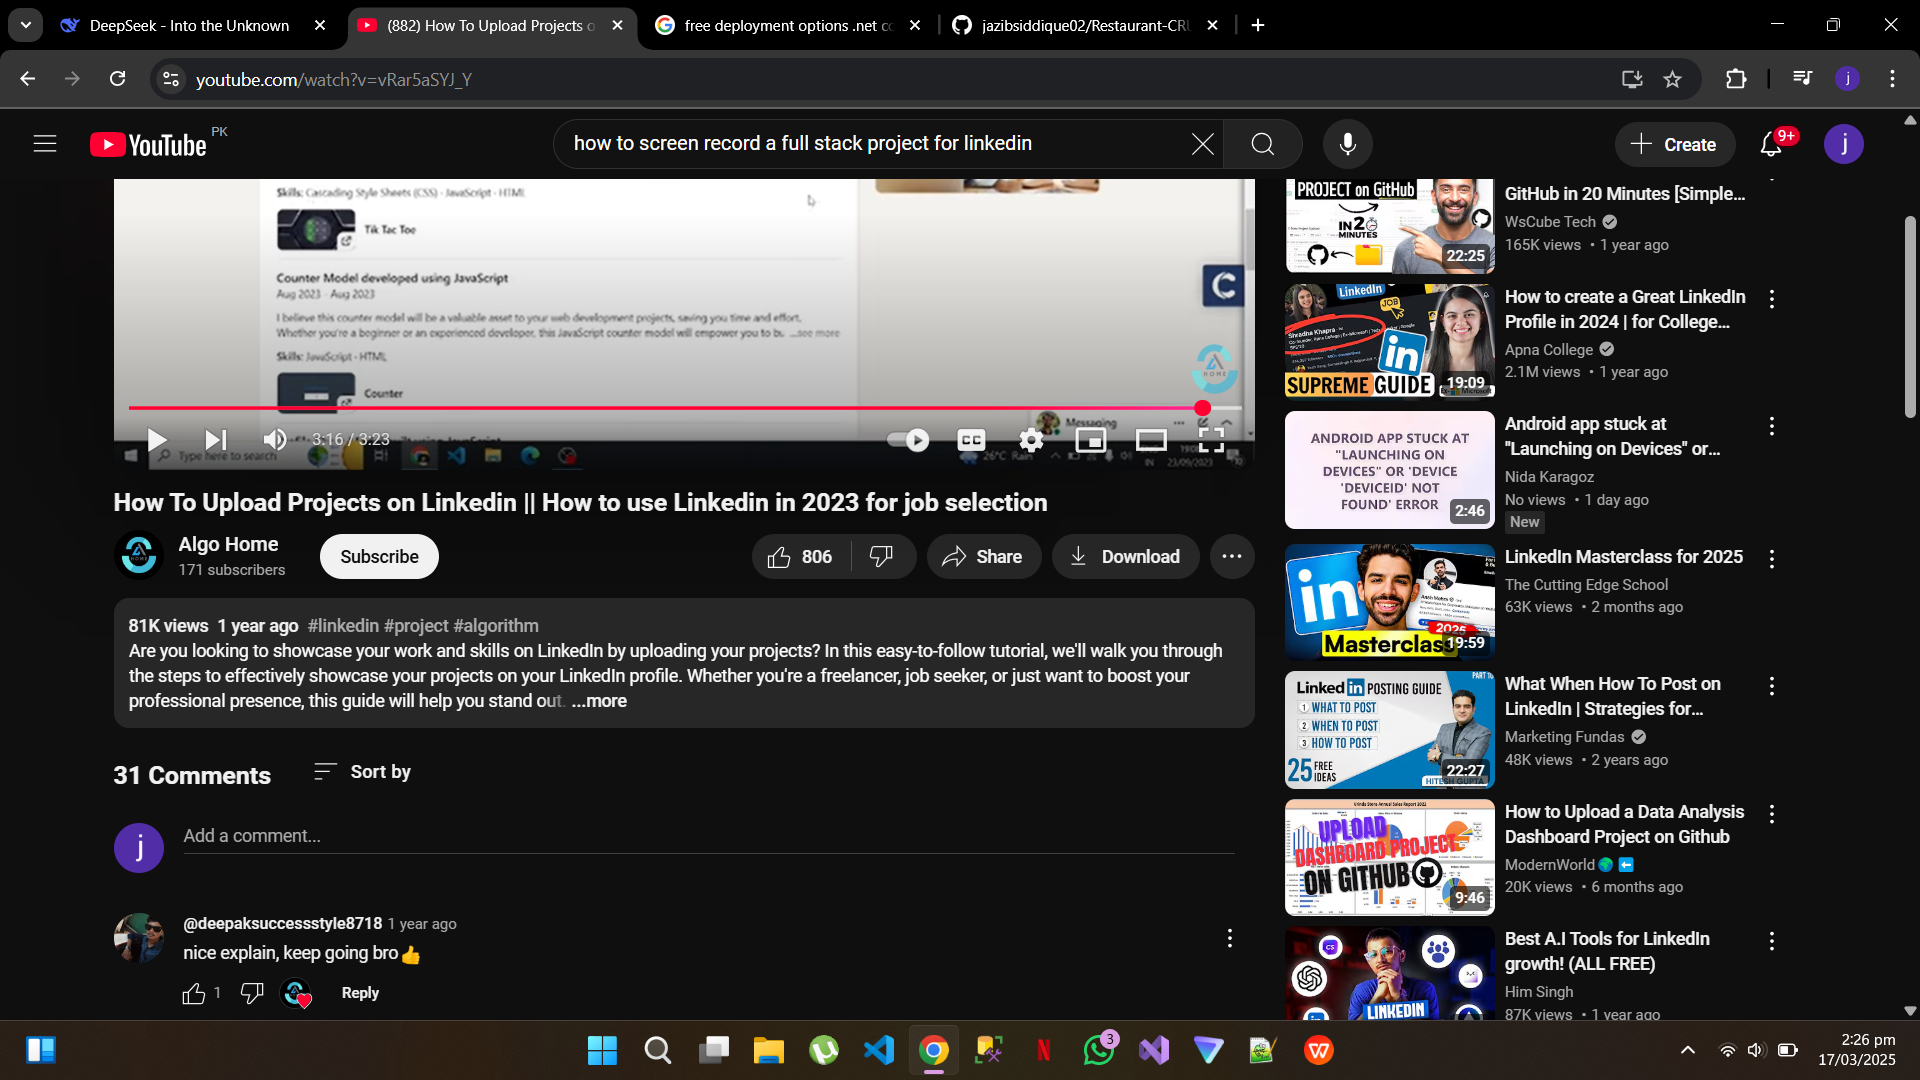 DeepSeek - Into the Unknown
(882) How To Upload Projects o
free deployment options .net co
jazibsiddique02/Restaurant-CRU
youtube.com/watch?v=vRar5aSYJ_Y
j
YouTube PK
how to screen record a full stack project for linkedin
Create
9+
j
Skills: Cascading Style Sheets (CSS) · JavaScript · HTML
Tik Tac Toe
Counter Model developed using JavaScript
Aug 2023 - Aug 2023
I believe this counter model will be a valuable asset to your web development projects, saving you time and effort.
Whether you're a beginner or an experienced developer, this JavaScript counter model will empower you to bu. ...see more
Skills: JavaScript · HTML
Counter
HOME
Messaging
3:16 / 3:23
CC
Type here to search
26°C Rain
IN
23/09/2023
How To Upload Projects on Linkedin || How to use Linkedin in 2023 for job selection
Algo Home
171 subscribers
Subscribe
806
Share
Download
81K views 1 year ago #linkedin #project #algorithm
Are you looking to showcase your work and skills on LinkedIn by uploading your projects? In this easy-to-follow tutorial, we'll walk you through
the steps to effectively showcase your projects on your LinkedIn profile. Whether you're a freelancer, job seeker, or just want to boost your
professional presence, this guide will help you stand out. ...more
31 Comments
Sort by
j
Add a comment...
@deepaksuccessstyle8718 1 year ago
nice explain, keep going bro👍
1
Reply
PROJECT on GitHub
IN 20
MINUTES
22:25
GitHub in 20 Minutes [Simple...
WsCube Tech
165K views • 1 year ago
LinkedIn
JOB
Shradha Khapra
in
SUPREME GUIDE
19:09
How to create a Great LinkedIn
Profile in 2024 | for College...
Apna College
2.1M views • 1 year ago
ANDROID APP STUCK AT
"LAUNCHING ON
DEVICES" OR 'DEVICE
'DEVICEID' NOT
FOUND' ERROR
2:46
Android app stuck at
"Launching on Devices" or...
Nida Karagoz
No views • 1 day ago
New
in
2025
Masterclass
19:59
LinkedIn Masterclass for 2025
The Cutting Edge School
63K views • 2 months ago
PART 10
Linked in POSTING GUIDE
1 WHAT TO POST
2 WHEN TO POST
3 HOW TO POST
25 FREE
IDEAS
HITESH GUPTA
22:27
What When How To Post on
LinkedIn | Strategies for...
Marketing Fundas
48K views • 2 years ago
Vrinda Store Annual Sales Report 2022
UPLOAD
DASHBOARD PROJECT
ON GITHUB
9:46
How to Upload a Data Analysis
Dashboard Project on Github
ModernWorld🌍⬅️
20K views • 6 months ago
LINKEDIN
in
Best A.I Tools for LinkedIn
growth! (ALL FREE)
Him Singh
87K views • 1 year ago
3
2:26 pm
17/03/2025